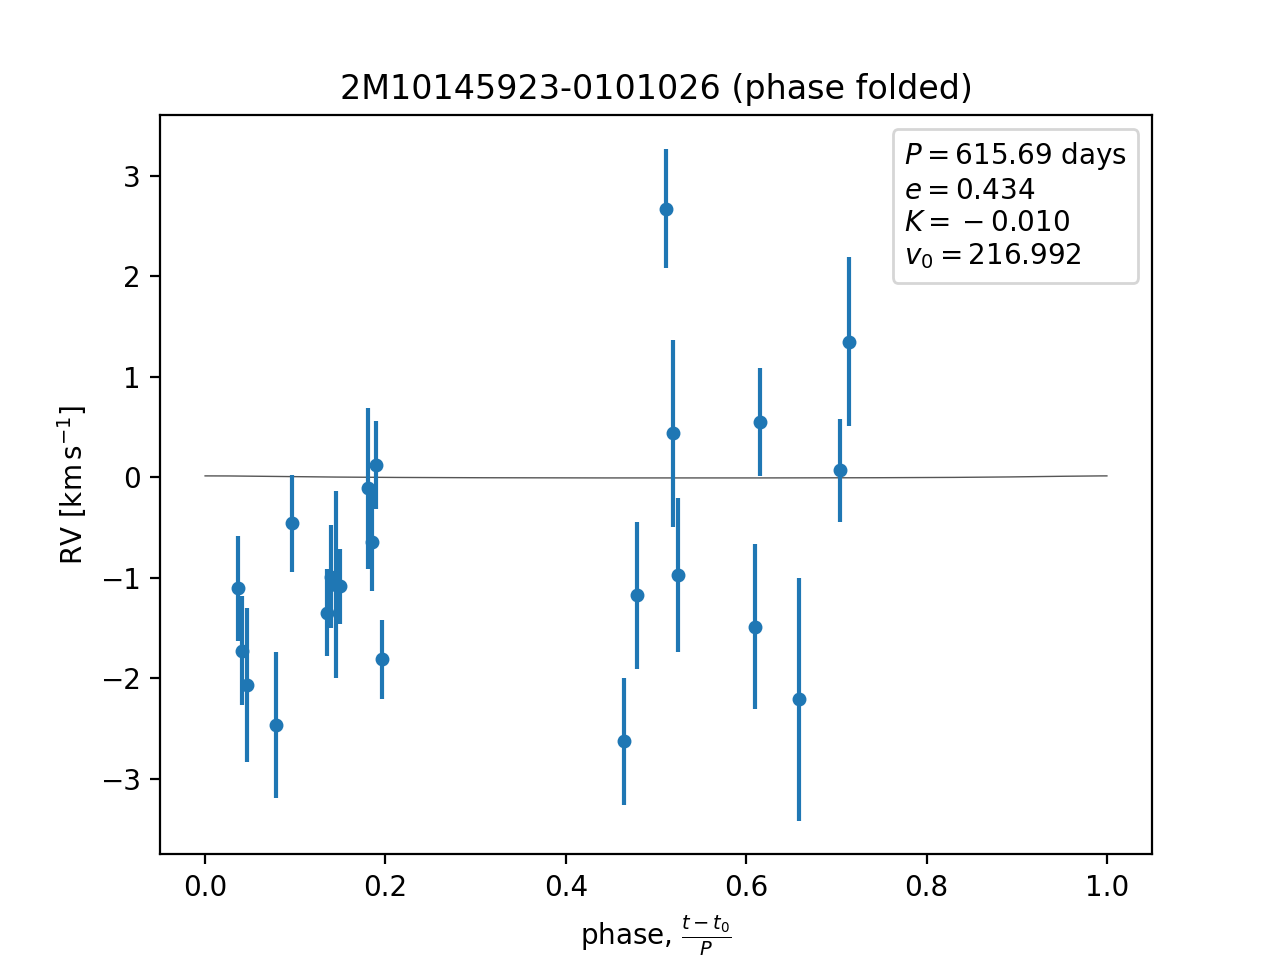 2M10145923-0101026 (phase folded)
P = 615.69 days
e = 0.434
K = −0.010
v₀ = 216.992
3
2
1
0
−1
−2
−3
RV [km s⁻¹]
0.0 0.2 0.4 0.6 0.8 1.0
phase, (t − t₀)/P